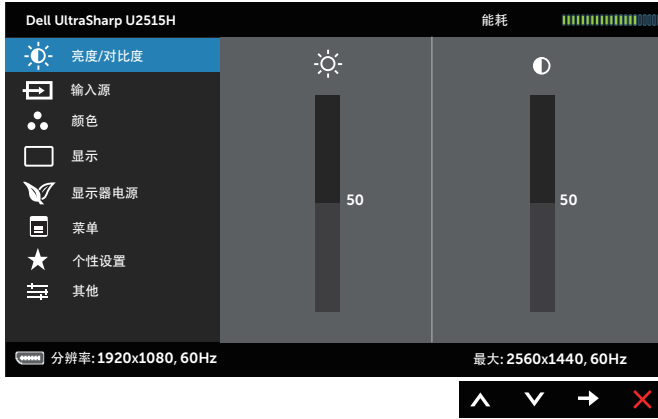 Dell UltraSharp U2515H
能耗
亮度/对比度
输入源
颜色
显示
显示器电源
菜单
个性设置
其他
50
50
分辨率: 1920x1080, 60Hz
最大: 2560x1440, 60Hz